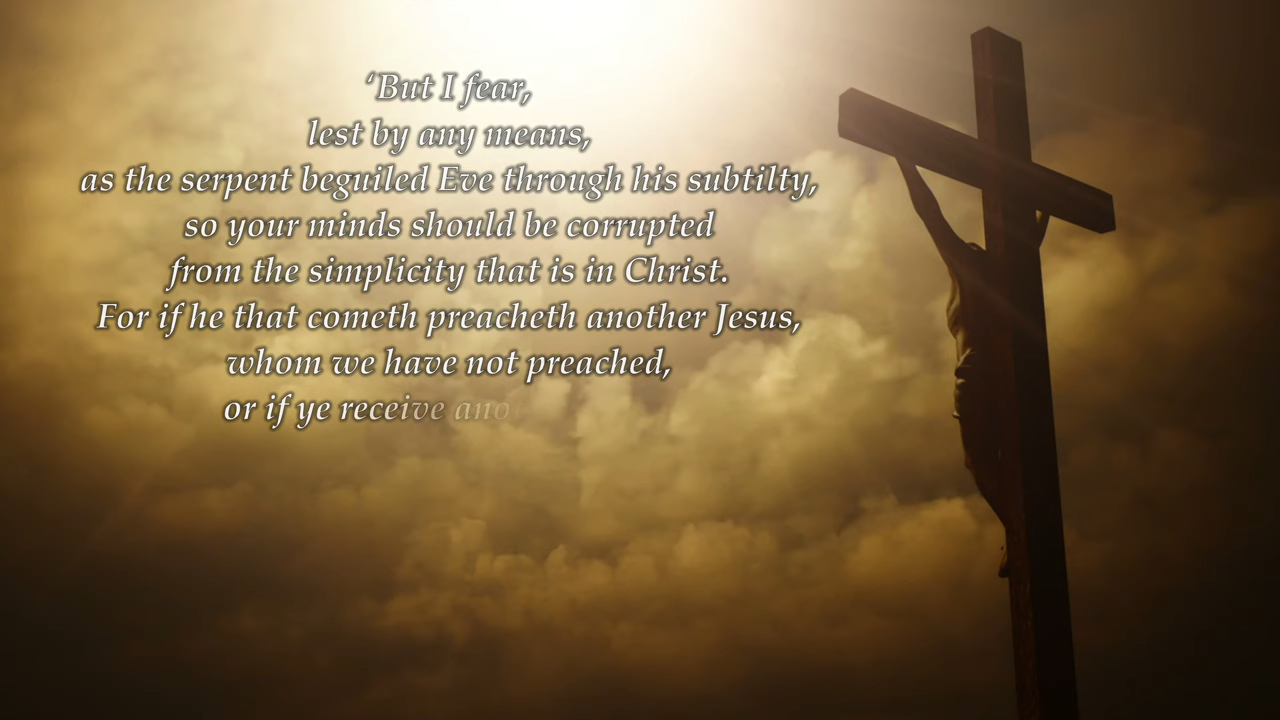 ‘But I fear,
lest by any means,
as the serpent beguiled Eve through his subtilty,
so your minds should be corrupted
from the simplicity that is in Christ.
For if he that cometh preacheth another Jesus,
whom we have not preached,
or if ye receive ano